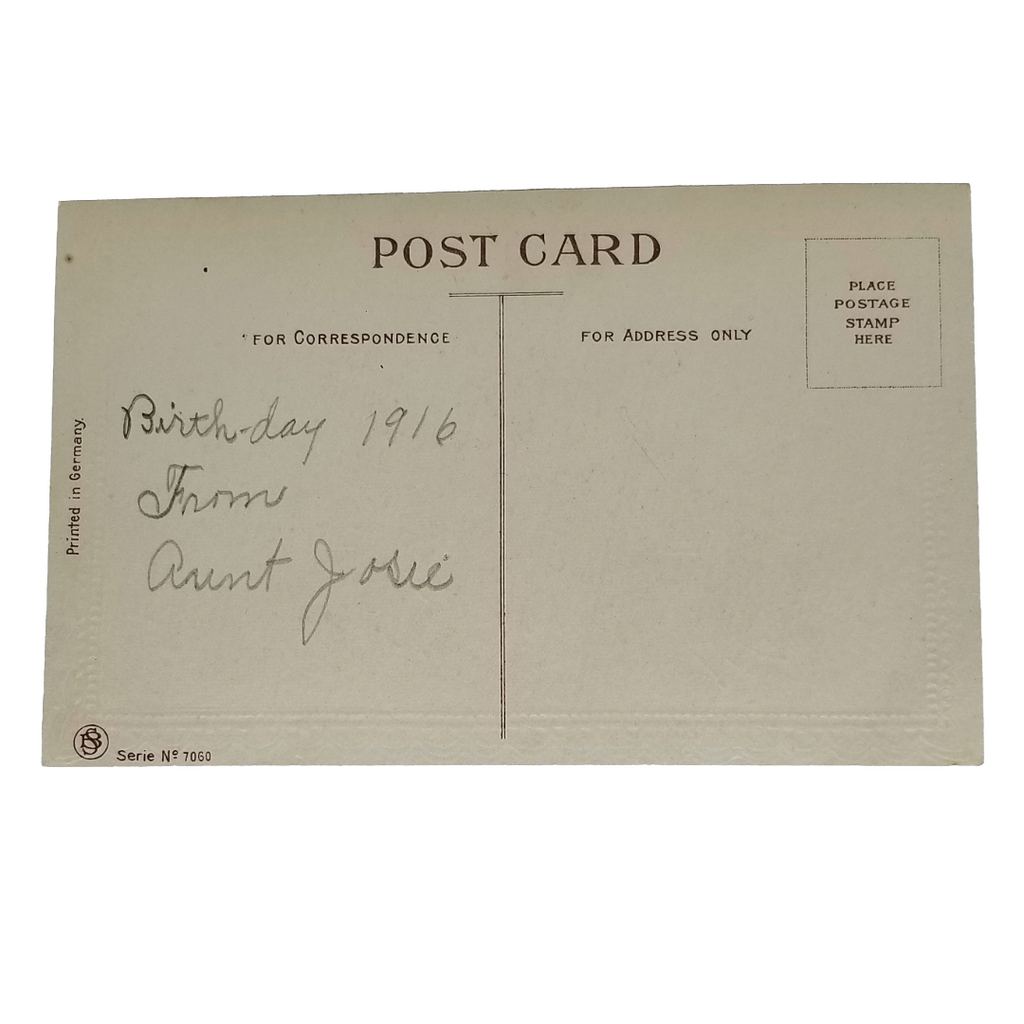 POST CARD
FOR CORRESPONDENCE
FOR ADDRESS ONLY
PLACE
POSTAGE
STAMP
HERE
Birth-day 1916
From
Aunt Josie
Printed in Germany.
Serie Nº 7060